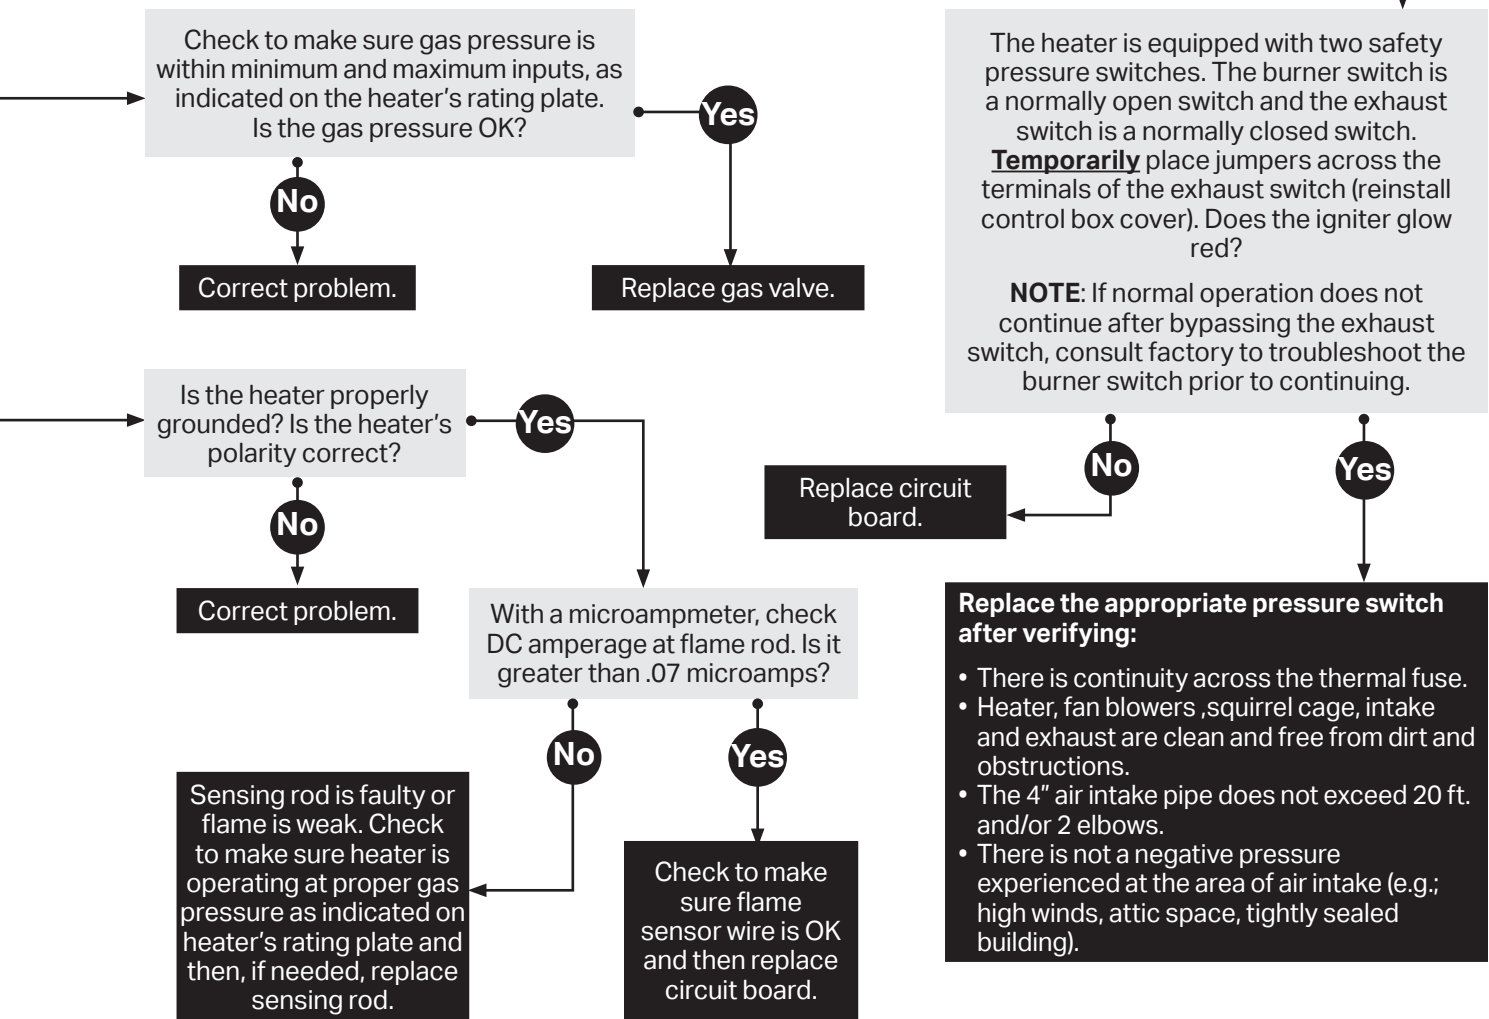 Check to make sure gas pressure is
within minimum and maximum inputs, as
indicated on the heater's rating plate.
Is the gas pressure OK?
Yes
No
Correct problem.
Replace gas valve.
Is the heater properly
grounded? Is the heater's
polarity correct?
Yes
No
Correct problem.
With a microampmeter, check
DC amperage at flame rod. Is it
greater than .07 microamps?
No
Yes
Sensing rod is faulty or
flame is weak. Check
to make sure heater is
operating at proper gas
pressure as indicated on
heater's rating plate and
then, if needed, replace
sensing rod.
Check to make
sure flame
sensor wire is OK
and then replace
circuit board.
The heater is equipped with two safety
pressure switches. The burner switch is
a normally open switch and the exhaust
switch is a normally closed switch.
Temporarily place jumpers across the
terminals of the exhaust switch (reinstall
control box cover). Does the igniter glow
red?
NOTE: If normal operation does not
continue after bypassing the exhaust
switch, consult factory to troubleshoot the
burner switch prior to continuing.
No
Yes
Replace circuit
board.
Replace the appropriate pressure switch
after verifying:
• There is continuity across the thermal fuse.
• Heater, fan blowers ,squirrel cage, intake
and exhaust are clean and free from dirt and
obstructions.
• The 4" air intake pipe does not exceed 20 ft.
and/or 2 elbows.
• There is not a negative pressure
experienced at the area of air intake (e.g.;
high winds, attic space, tightly sealed
building).